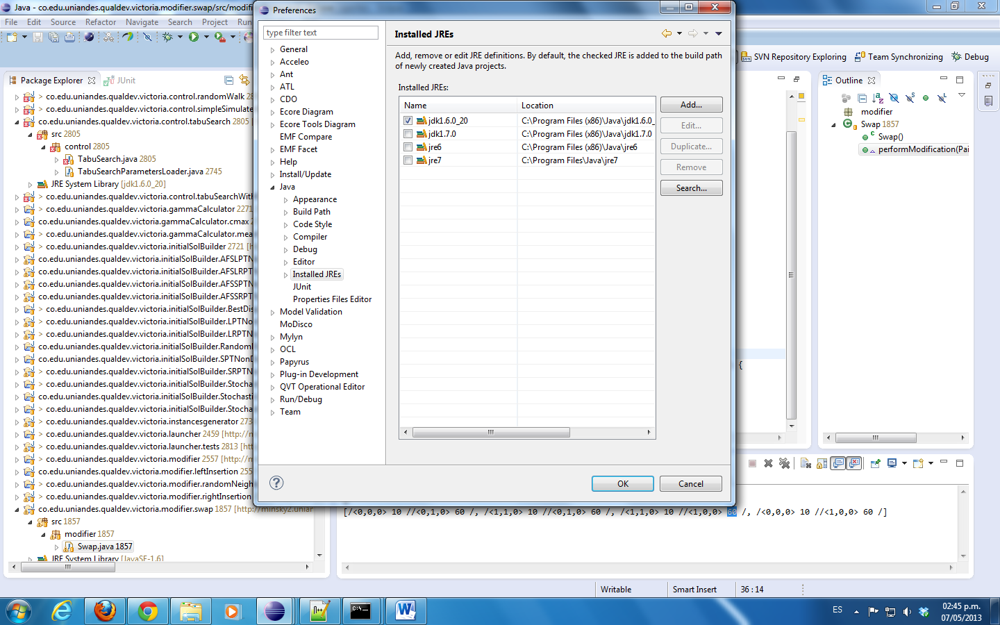 Java - co.edu.uniandes.qualdev.victoria.modifier.swap/src/modif
File Edit Source Refactor Navigate Search Project Run
Package Explorer
JUnit
> co.edu.uniandes.qualdev.victoria.control.randomWalk 28
> co.edu.uniandes.qualdev.victoria.control.simpleSimulate
co.edu.uniandes.qualdev.victoria.control.tabuSearch 2805
src 2805
control 2805
TabuSearch.java 2805
TabuSearchParametersLoader.java 2745
JRE System Library [jdk1.6.0_20]
> co.edu.uniandes.qualdev.victoria.control.tabuSearchWith
> co.edu.uniandes.qualdev.victoria.gammaCalculator 2271
co.edu.uniandes.qualdev.victoria.gammaCalculator.cmax
> co.edu.uniandes.qualdev.victoria.gammaCalculator.mea
> co.edu.uniandes.qualdev.victoria.initialSolBuilder 2721 [h
co.edu.uniandes.qualdev.victoria.initialSolBuilder.AFSLPTN
co.edu.uniandes.qualdev.victoria.initialSolBuilder.AFSLRPT
co.edu.uniandes.qualdev.victoria.initialSolBuilder.AFSSPTN
co.edu.uniandes.qualdev.victoria.initialSolBuilder.AFSSRPT
> co.edu.uniandes.qualdev.victoria.initialSolBuilder.BestDis
> co.edu.uniandes.qualdev.victoria.initialSolBuilder.LPTNo
> co.edu.uniandes.qualdev.victoria.initialSolBuilder.LRPTN
co.edu.uniandes.qualdev.victoria.initialSolBuilder.Random
co.edu.uniandes.qualdev.victoria.initialSolBuilder.SPTNon
> co.edu.uniandes.qualdev.victoria.initialSolBuilder.SRPTN
> co.edu.uniandes.qualdev.victoria.initialSolBuilder.Stocha
co.edu.uniandes.qualdev.victoria.initialSolBuilder.Stochasti
> co.edu.uniandes.qualdev.victoria.initialSolBuilder.Stocha
> co.edu.uniandes.qualdev.victoria.instancesgenerator 273
> co.edu.uniandes.qualdev.victoria.launcher 2459 [http://n
> co.edu.uniandes.qualdev.victoria.launcher.tests 2813 [htt
> co.edu.uniandes.qualdev.victoria.modifier 2557 [http://m
co.edu.uniandes.qualdev.victoria.modifier.leftInsertion 255
> co.edu.uniandes.qualdev.victoria.modifier.randomNeigh
> co.edu.uniandes.qualdev.victoria.modifier.rightInsertion
co.edu.uniandes.qualdev.victoria.modifier.swap 1857 [http://minsky2.unian
src 1857
modifier 1857
Swap.java 1857
JRE System Library [JavaSE-1.6]
Preferences
type filter text
General
Acceleo
Ant
ATL
CDO
Ecore Diagram
Ecore Tools Diagram
EMF Compare
EMF Facet
Help
Install/Update
Java
Appearance
Build Path
Code Style
Compiler
Debug
Editor
Installed JREs
JUnit
Properties Files Editor
Model Validation
MoDisco
Mylyn
OCL
Papyrus
Plug-in Development
QVT Operational Editor
Run/Debug
Team
Installed JREs
Add, remove or edit JRE definitions. By default, the checked JRE is added to the build path
of newly created Java projects.
Installed JREs:
Name Location
jdk1.6.0_20 C:\Program Files (x86)\Java\jdk1.6.0_
jdk1.7.0 C:\Program Files (x86)\Java\jdk1.7.0
jre6 C:\Program Files (x86)\Java\jre6
jre7 C:\Program Files\Java\jre7
Add...
Edit...
Duplicate...
Remove
Search...
OK
Cancel
SVN Repository Exploring
Team Synchronizing
Debug
{
Outline
modifier
Swap 1857
Swap()
performModification(Pai
[/<0,0,0> 10 //<0,1,0> 60 /, /<1,1,0> 10 //<0,1,0> 60 /, /<1,1,0> 10 //<1,0,0> 60 /, /<0,0,0> 10 //<1,0,0> 60 /]
Writable
Smart Insert
36 : 14
ES
02:45 p.m.
07/05/2013